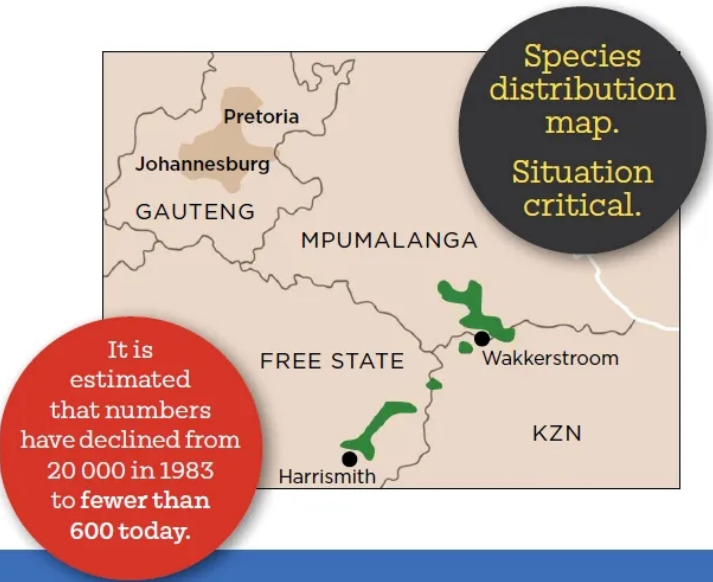 Species
distribution
map.
Situation
critical.
Pretoria
Johannesburg
GAUTENG
MPUMALANGA
FREE STATE
Wakkerstroom
KZN
Harrismith
It is
estimated
that numbers
have declined from
20 000 in 1983
to fewer than
600 today.